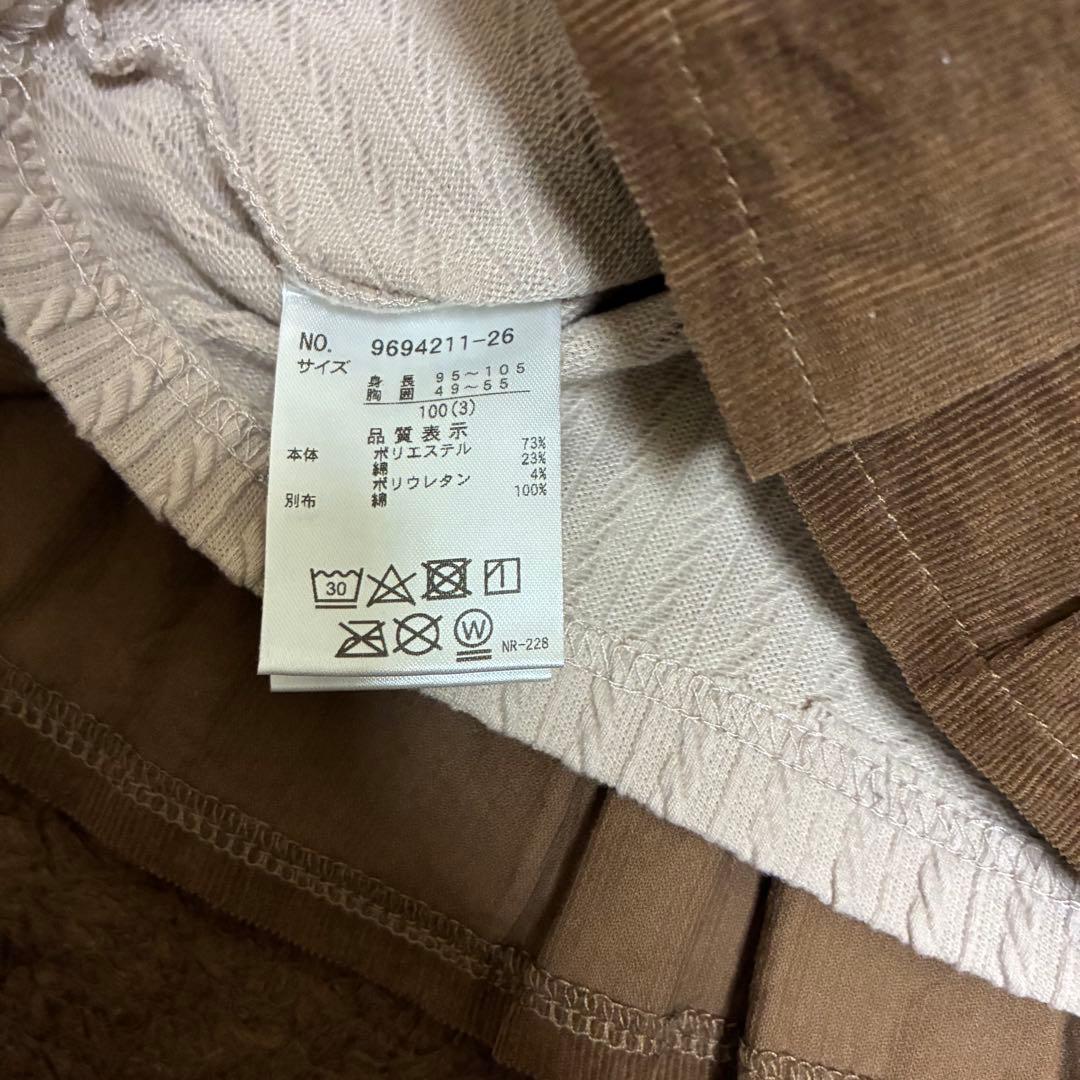 NO. 9694211-26
サイズ
身長 95～105
胸囲 49～55
100(3)
品質表示
本体 ポリエステル 73%
綿 23%
ポリウレタン 4%
別布 綿 100%
30
W NR-228